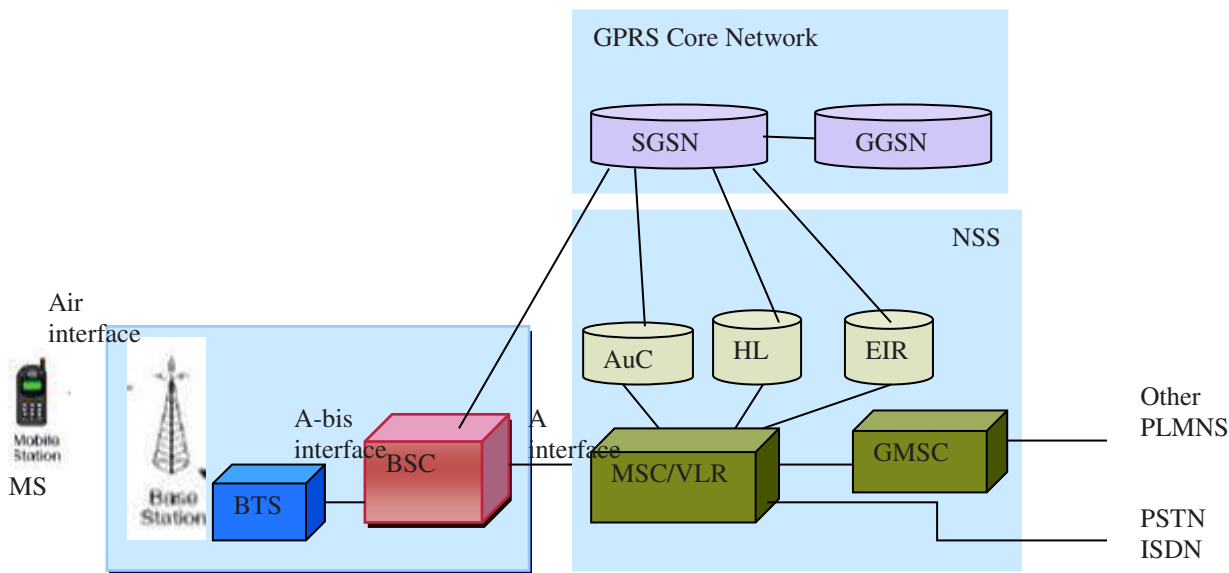 GPRS Core Network
SGSN
GGSN
NSS
Air
interface
AuC
HL
EIR
Mobile
Station
MS
A-bis
interface
A
interface
BSC
MSC/VLR
GMSC
Other
PLMNS
BTS
Base
Station
PSTN
ISDN